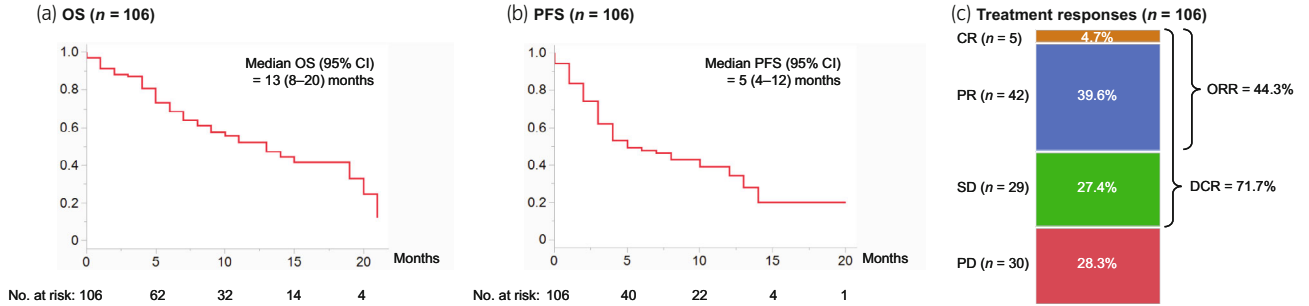 (a) OS (n = 106)
Median OS (95% CI)
= 13 (8–20) months
1.0
0.8
0.6
0.4
0.2
0
0 5 10 15 20 Months
No. at risk: 106 62 32 14 4
(b) PFS (n = 106)
Median PFS (95% CI)
= 5 (4–12) months
1.0
0.8
0.6
0.4
0.2
0
0 5 10 15 20 Months
No. at risk: 106 40 22 4 1
(c) Treatment responses (n = 106)
CR (n = 5) 4.7%
PR (n = 42) 39.6%
ORR = 44.3%
SD (n = 29) 27.4%
DCR = 71.7%
PD (n = 30) 28.3%